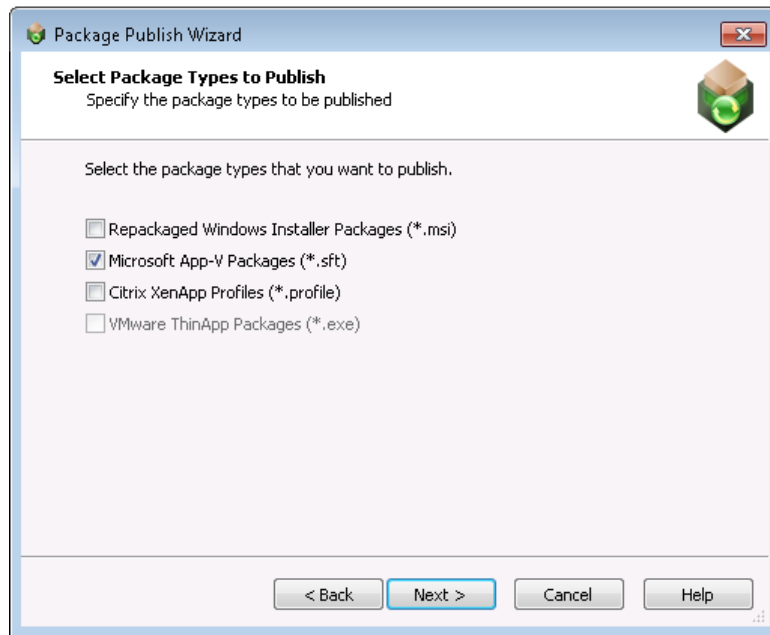 Package Publish Wizard
Select Package Types to Publish
Specify the package types to be published
Select the package types that you want to publish.
Repackaged Windows Installer Packages (*.msi)
Microsoft App-V Packages (*.sft)
Citrix XenApp Profiles (*.profile)
VMware ThinApp Packages (*.exe)
< Back Next > Cancel Help